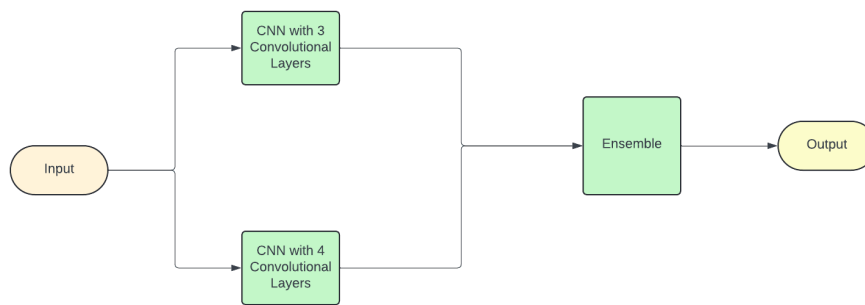 CNN with 3
Convolutional
Layers
Input
Ensemble
Output
CNN with 4
Convolutional
Layers